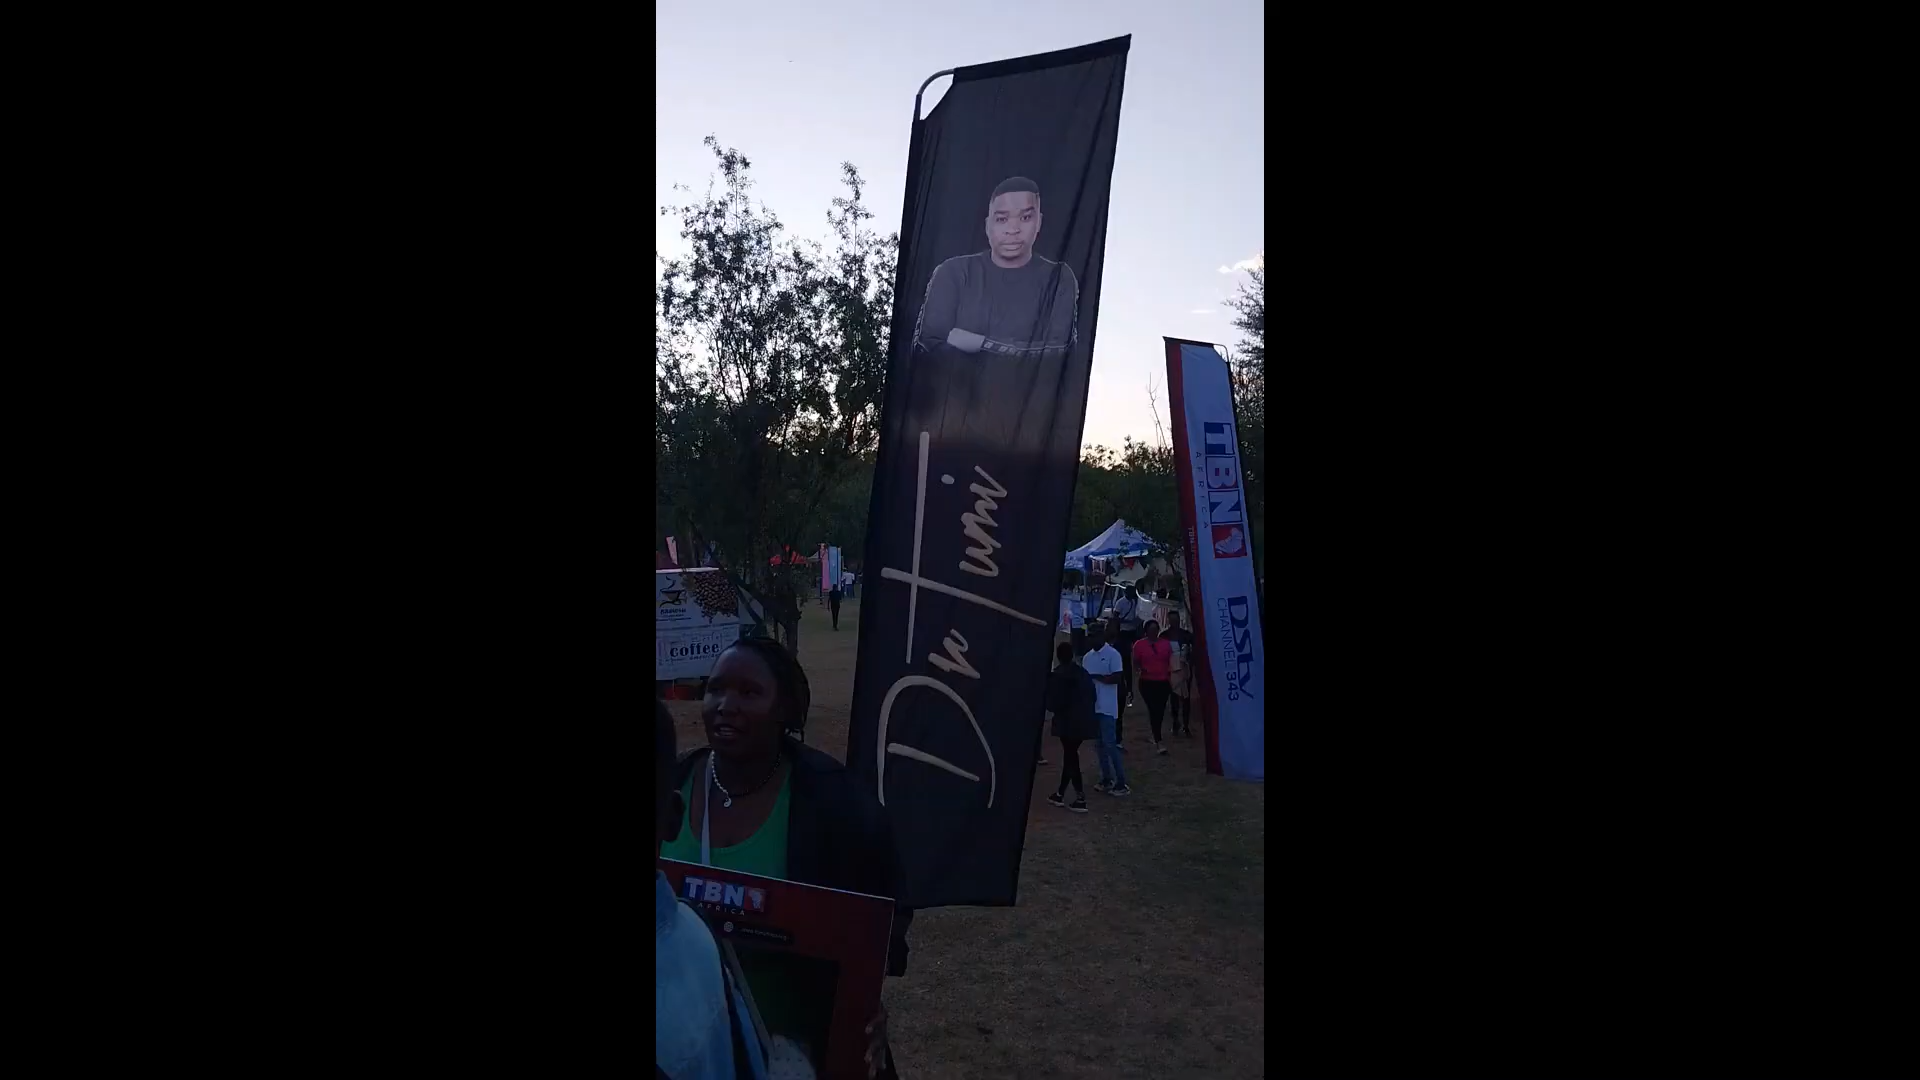 Dr Tumi
TBN
AFRICA
DStv
CHANNEL 343
coffee
TBN
AFRICA